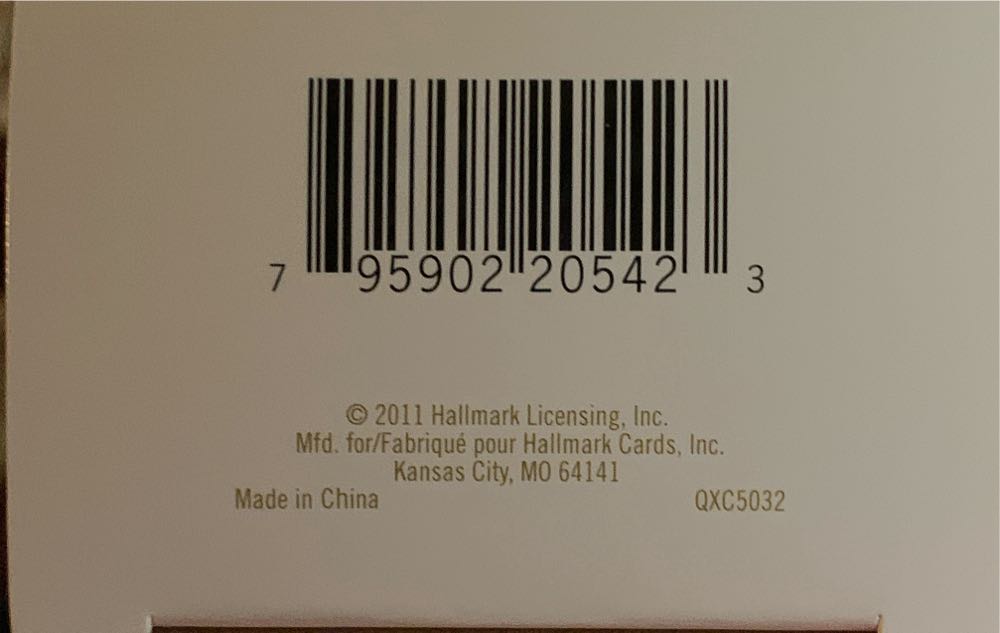 7 95902 20542 3
© 2011 Hallmark Licensing, Inc.
Mfd. for/Fabriqué pour Hallmark Cards, Inc.
Kansas City, MO 64141
Made in China QXC5032